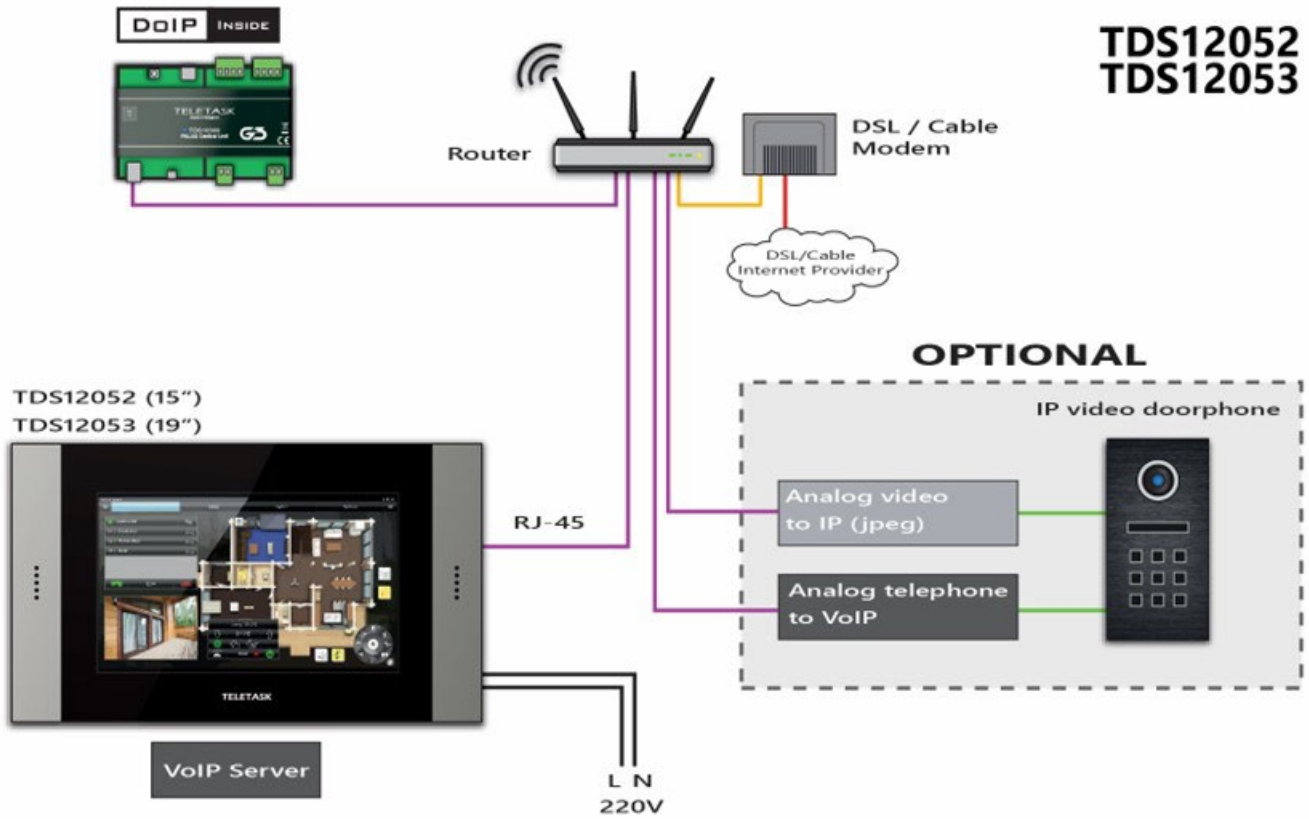 DoIP INSIDE
TDS12052
TDS12053
TELETASK
G3
CE
Router
DSL / Cable
Modem
DSL/Cable
Internet Provider
OPTIONAL
TDS12052 (15“)
TDS12053 (19“)
IP video doorphone
Analog video
to IP (jpeg)
RJ-45
Analog telephone
to VoIP
TELETASK
VoIP Server
L N
220V